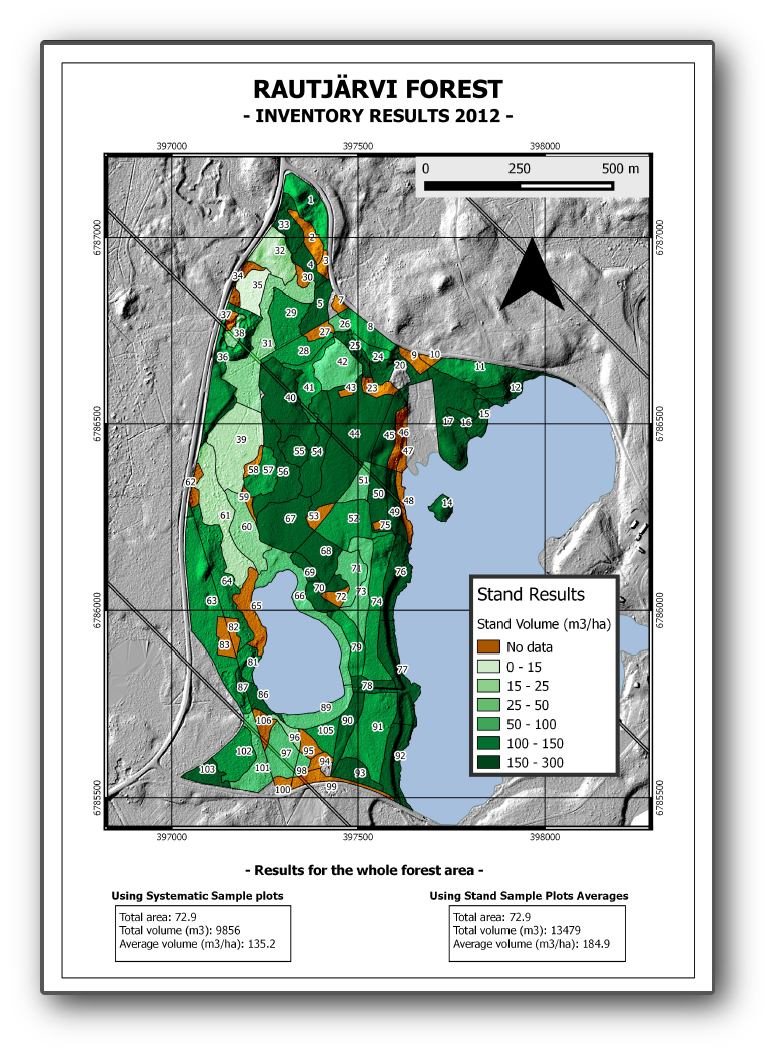 RAUTJÄRVI FOREST
- INVENTORY RESULTS 2012 -
397000 397500 398000
0 250 500 m
6787000 6787000
6786500 6786500
6786000 6786000
6785500 6785500
1
33
2
32
3
4
34 30
35
7
5
37 29
26 8
38 27
31 25
28 24 9 10
36 42 20 11
41 43 23 12
40
15
17 16
39 44 45 46
55 54 47
58 57 56
62 51
59 50 48
14
61 67 53 52 49
60 75
68
71 76
64 69
70 73
63 65 66 72 74
82
83 79
81
77
87 86 78
89
106 90 91
105
96
102 97 95 92
94
103 101 98 93
100 99
Stand Results
Stand Volume (m3/ha)
No data
0 - 15
15 - 25
25 - 50
50 - 100
100 - 150
150 - 300
397000 397500 398000
- Results for the whole forest area -
Using Systematic Sample plots
Total area: 72.9
Total volume (m3): 9856
Average volume (m3/ha): 135.2
Using Stand Sample Plots Averages
Total area: 72.9
Total volume (m3): 13479
Average volume (m3/ha): 184.9